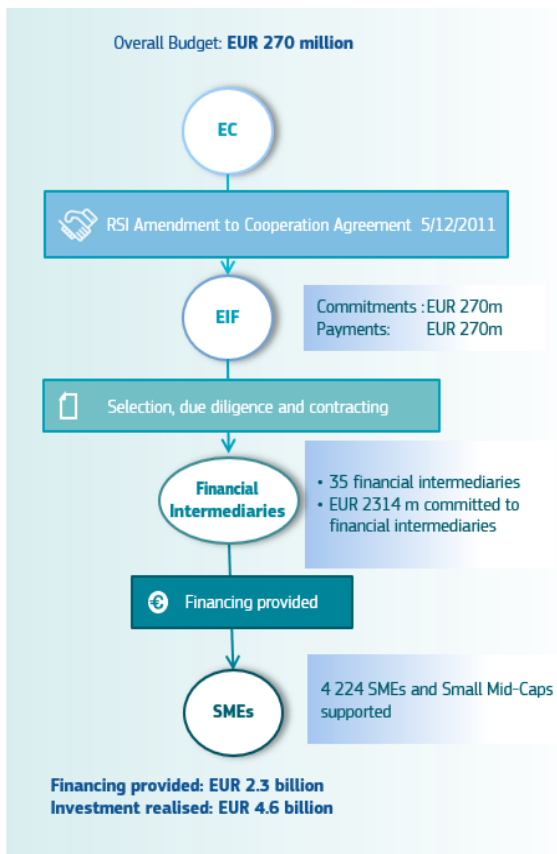 Overall Budget: EUR 270 million
EC
RSI Amendment to Cooperation Agreement 5/12/2011
EIF
Commitments : EUR 270m
Payments: EUR 270m
Selection, due diligence and contracting
Financial
Intermediaries
• 35 financial intermediaries
• EUR 2314 m committed to
financial intermediaries
€ Financing provided
SMEs
4 224 SMEs and Small Mid-Caps
supported
Financing provided: EUR 2.3 billion
Investment realised: EUR 4.6 billion